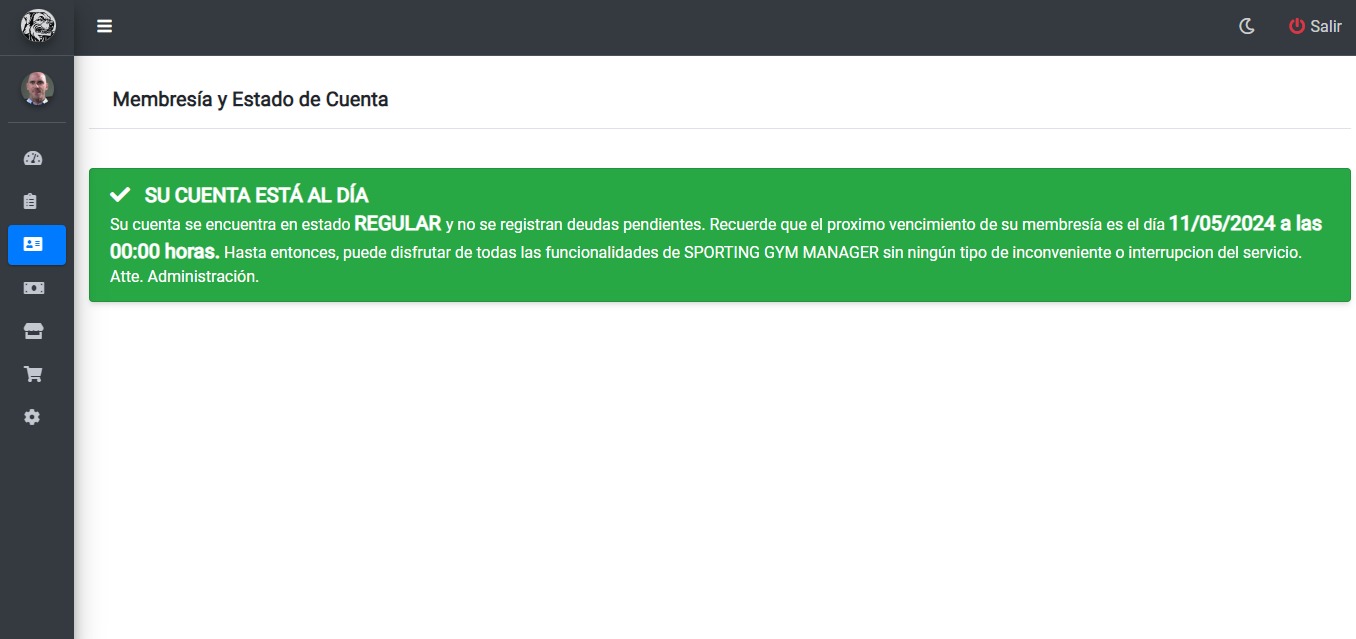 Salir
Membresía y Estado de Cuenta
SU CUENTA ESTÁ AL DÍA
Su cuenta se encuentra en estado REGULAR y no se registran deudas pendientes. Recuerde que el proximo vencimiento de su membresía es el día 11/05/2024 a las
00:00 horas. Hasta entonces, puede disfrutar de todas las funcionalidades de SPORTING GYM MANAGER sin ningún tipo de inconveniente o interrupcion del servicio.
Atte. Administración.